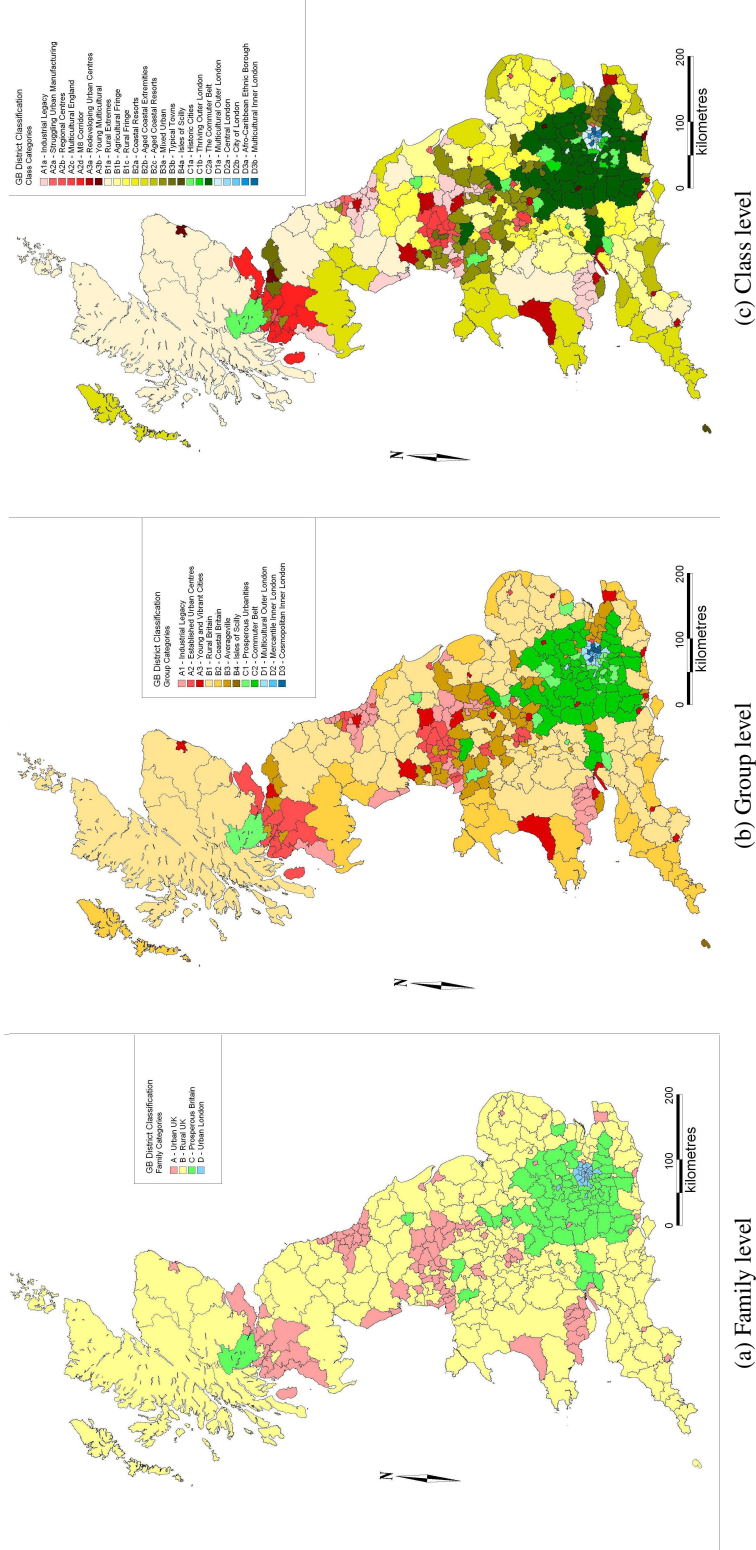 GB District Classification
Family Categories
A - Urban UK
B - Rural UK
C - Prosperous Britain
D - Urban London
N
0 100 200
kilometres
(a) Family level
GB District Classification
Group Categories
A1 - Industrial Legacy
A2 - Established Urban Centres
A3 - Young and Vibrant Cities
B1 - Rural Britain
B2 - Coastal Britain
B3 - Averageville
B4 - Isles of Scilly
C1 - Prosperous Urbanities
C2 - Commuter Belt
D1 - Multicultural Outer London
D2 - Mercantile Inner London
D3 - Cosmopolitan Inner London
N
0 100 200
kilometres
(b) Group level
GB District Classification
Class Categories
A1a - Industrial Legacy
A2a - Struggling Urban Manufacturing
A2b - Regional Centres
A2c - Multicultural England
A2d - M8 Corridor
A3a - Redeveloping Urban Centres
A3b - Young Multicultural
B1a - Rural Extremes
B1b - Agricultural Fringe
B1c - Rural Fringe
B2a - Coastal Resorts
B2b - Aged Coastal Extremities
B2c - Aged Coastal Resorts
B3a - Mixed Urban
B3b - Typical Towns
B4a - Isles of Scilly
C1a - Historic Cities
C1b - Thriving Outer London
C2a - The Commuter Belt
D1a - Multicultural Outer London
D2a - Central London
D2b - City of London
D3a - Afro-Caribbean Ethnic Borough
D3b - Multicultural Inner London
N
0 100 200
kilometres
(c) Class level